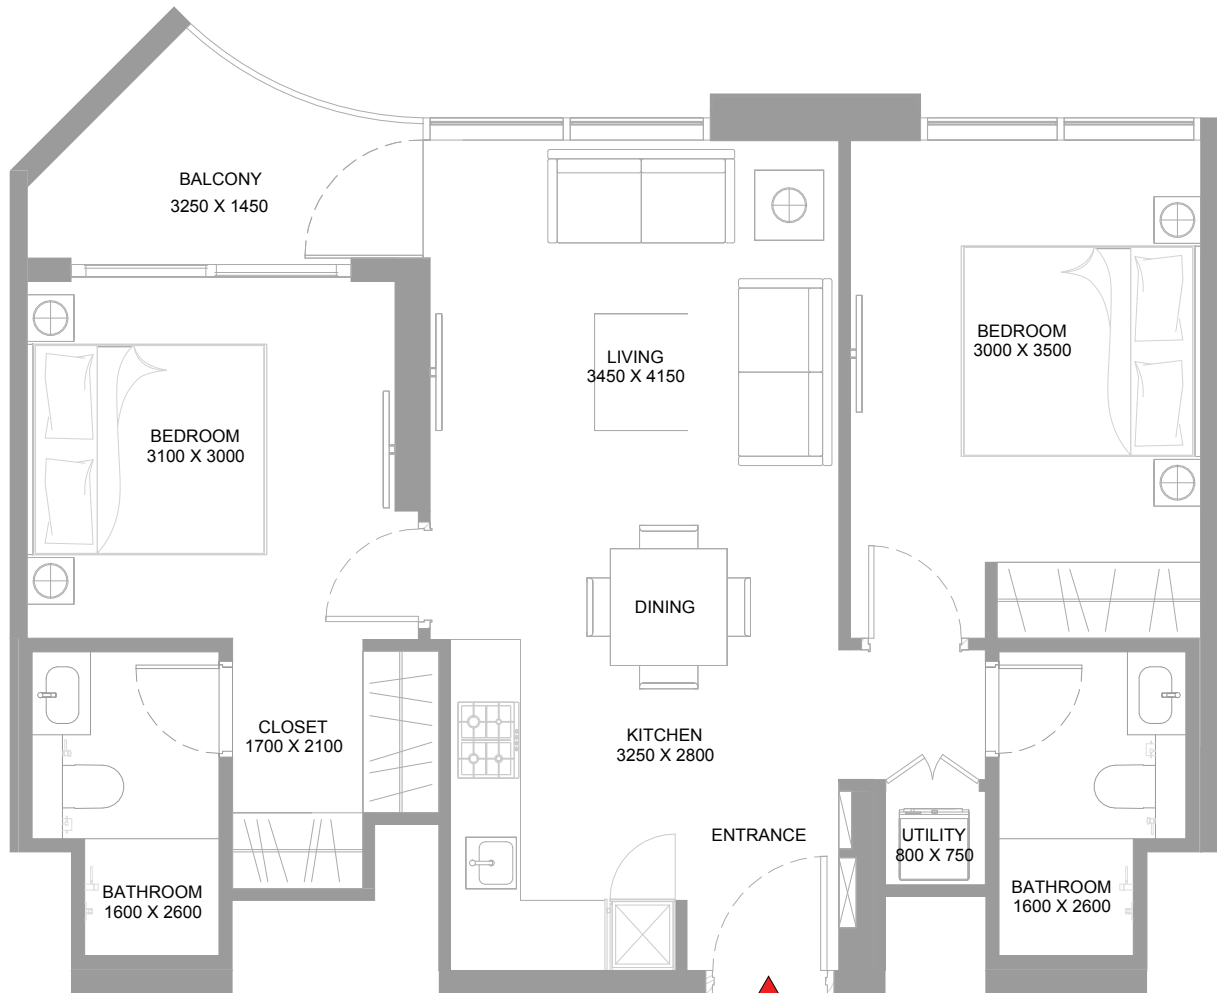 BALCONY
3250 X 1450
BEDROOM
3000 X 3500
LIVING
3450 X 4150
BEDROOM
3100 X 3000
DINING
CLOSET
1700 X 2100
KITCHEN
3250 X 2800
ENTRANCE
UTILITY
800 X 750
BATHROOM
1600 X 2600
BATHROOM
1600 X 2600